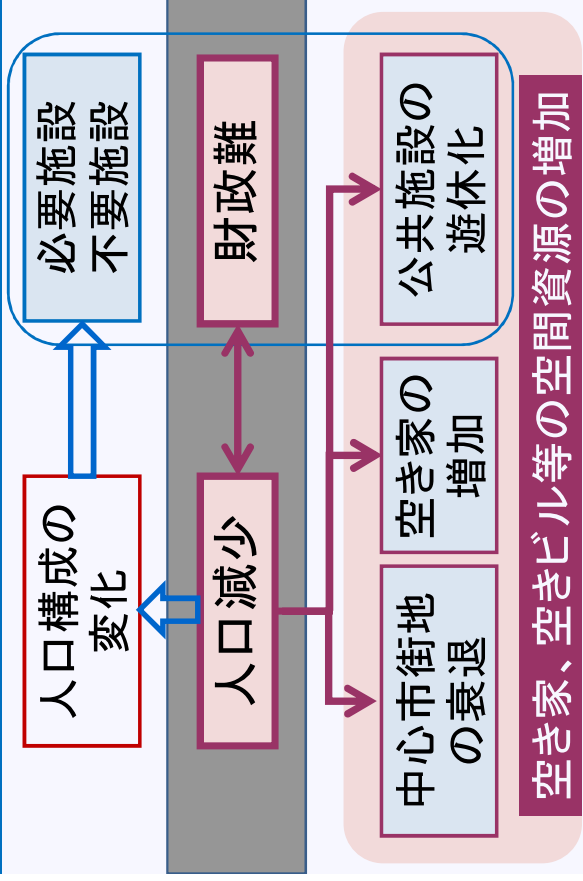 人口構成の
変化
必要施設
不要施設
人口減少
財政難
中心市街地
の衰退
空き家の
増加
公共施設の
遊休化
空き家、空きビル等の空間資源の増加